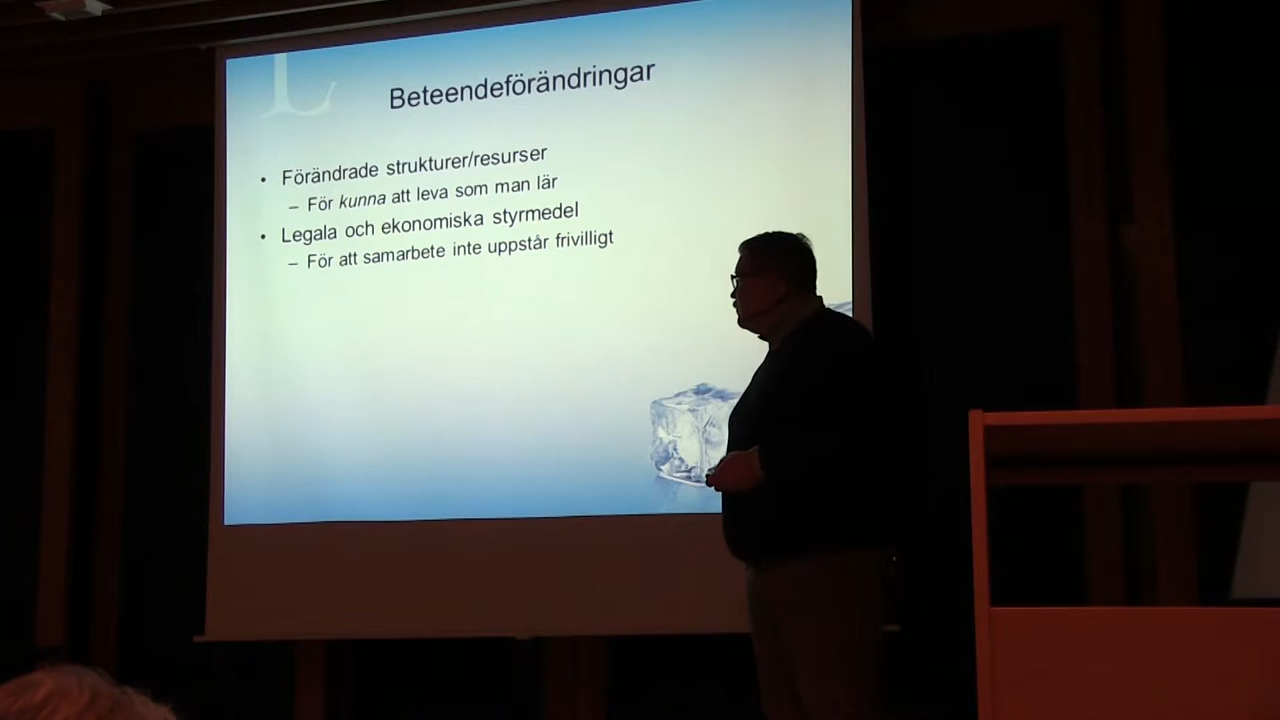 L
Beteendeförändringar
• Förändrade strukturer/resurser
– För kunna att leva som man lär
• Legala och ekonomiska styrmedel
– För att samarbete inte uppstår frivilligt